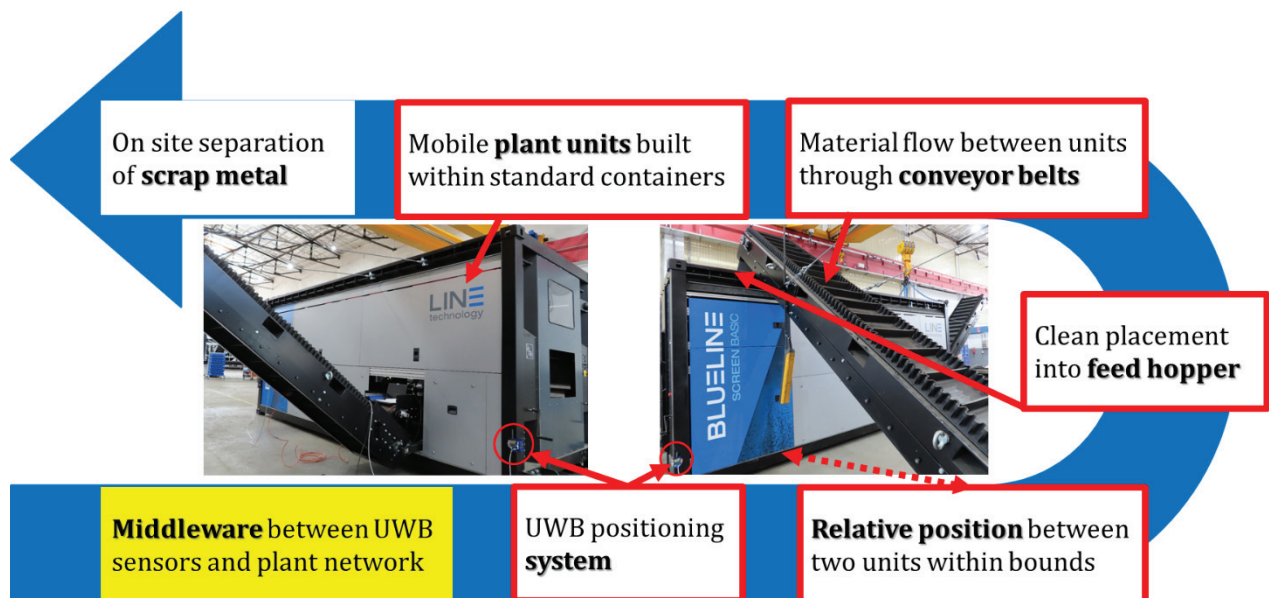 On site separation
of scrap metal
Mobile plant units built
within standard containers
Material flow between units
through conveyor belts
LINE
technology
BLUELINE
SCREEN BASIC
LINE
Clean placement
into feed hopper
Middleware between UWB
sensors and plant network
UWB positioning
system
Relative position between
two units within bounds